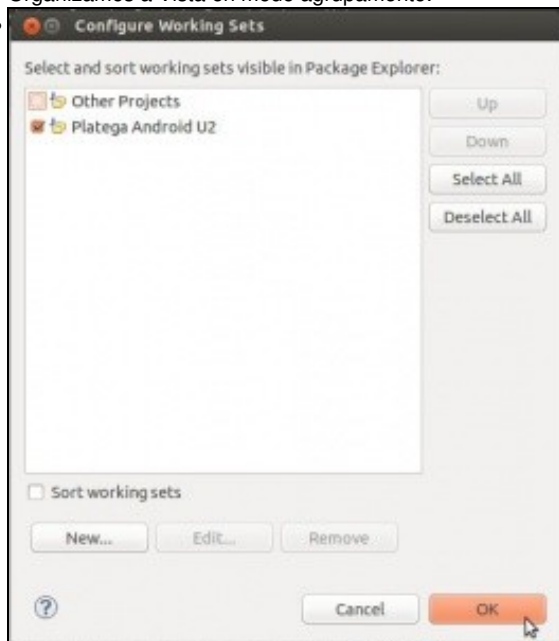 Organizamos a Vista en modo agrupamento.
Configure Working Sets
Select and sort working sets visible in Package Explorer:
Other Projects
Platega Android U2
Up
Down
Select All
Deselect All
Sort working sets
New...
Edit...
Remove
?
Cancel
OK